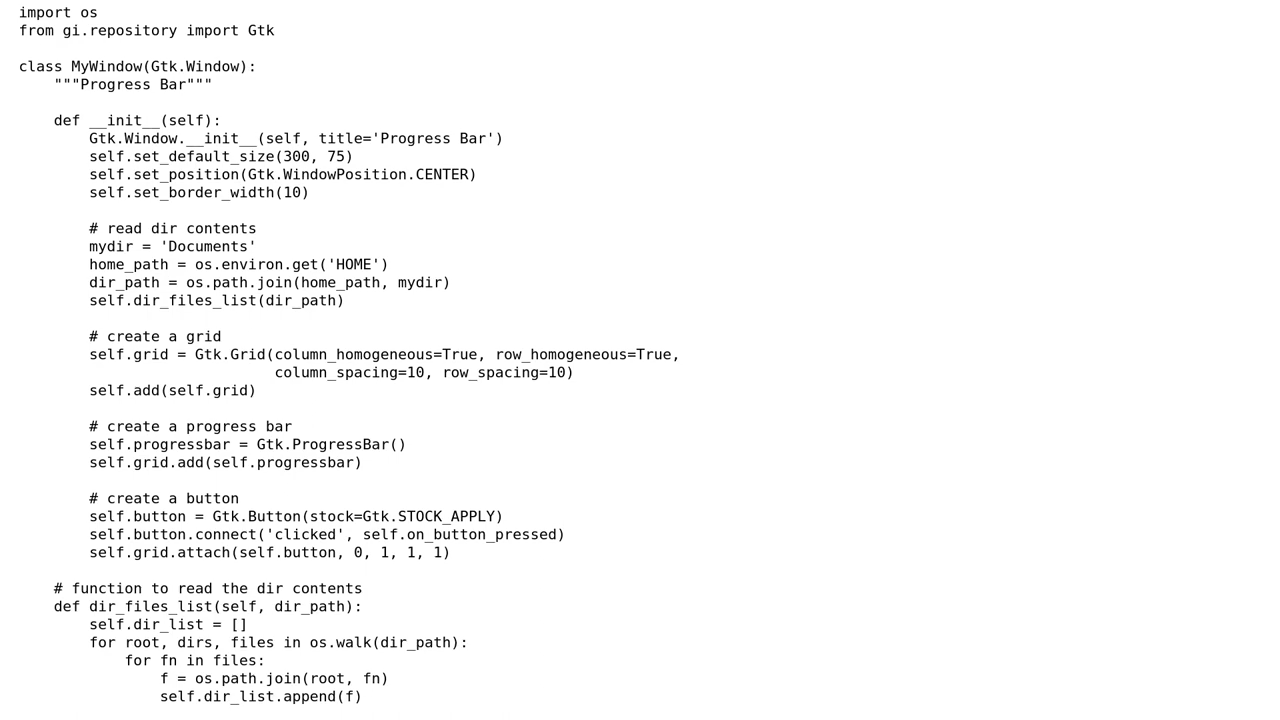 import os
from gi.repository import Gtk

class MyWindow(Gtk.Window):
    """Progress Bar"""

    def __init__(self):
        Gtk.Window.__init__(self, title='Progress Bar')
        self.set_default_size(300, 75)
        self.set_position(Gtk.WindowPosition.CENTER)
        self.set_border_width(10)

        # read dir contents
        mydir = 'Documents'
        home_path = os.environ.get('HOME')
        dir_path = os.path.join(home_path, mydir)
        self.dir_files_list(dir_path)

        # create a grid
        self.grid = Gtk.Grid(column_homogeneous=True, row_homogeneous=True,
                             column_spacing=10, row_spacing=10)
        self.add(self.grid)

        # create a progress bar
        self.progressbar = Gtk.ProgressBar()
        self.grid.add(self.progressbar)

        # create a button
        self.button = Gtk.Button(stock=Gtk.STOCK_APPLY)
        self.button.connect('clicked', self.on_button_pressed)
        self.grid.attach(self.button, 0, 1, 1, 1)

    # function to read the dir contents
    def dir_files_list(self, dir_path):
        self.dir_list = []
        for root, dirs, files in os.walk(dir_path):
            for fn in files:
                f = os.path.join(root, fn)
                self.dir_list.append(f)